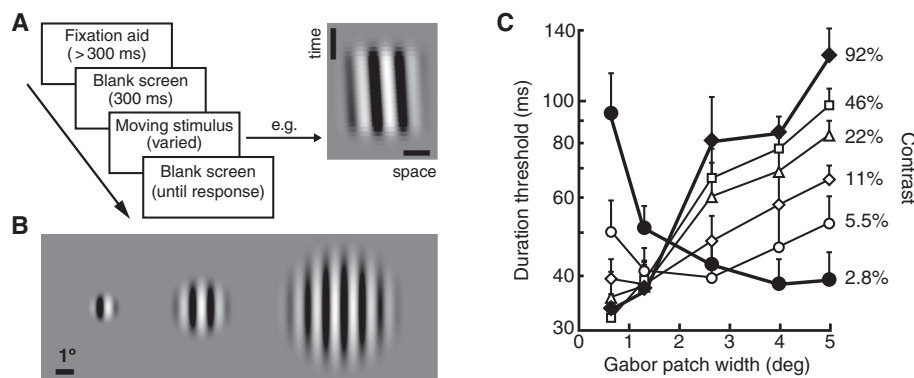 A
Fixation aid
(>300 ms)
Blank screen
(300 ms)
Moving stimulus
(varied)
Blank screen
(until response)
e.g.
time
space
B
1°
C
Duration threshold (ms)
140
100
80
60
40
30
0 1 2 3 4 5
Gabor patch width (deg)
92%
46%
22%
11%
5.5%
2.8%
Contrast